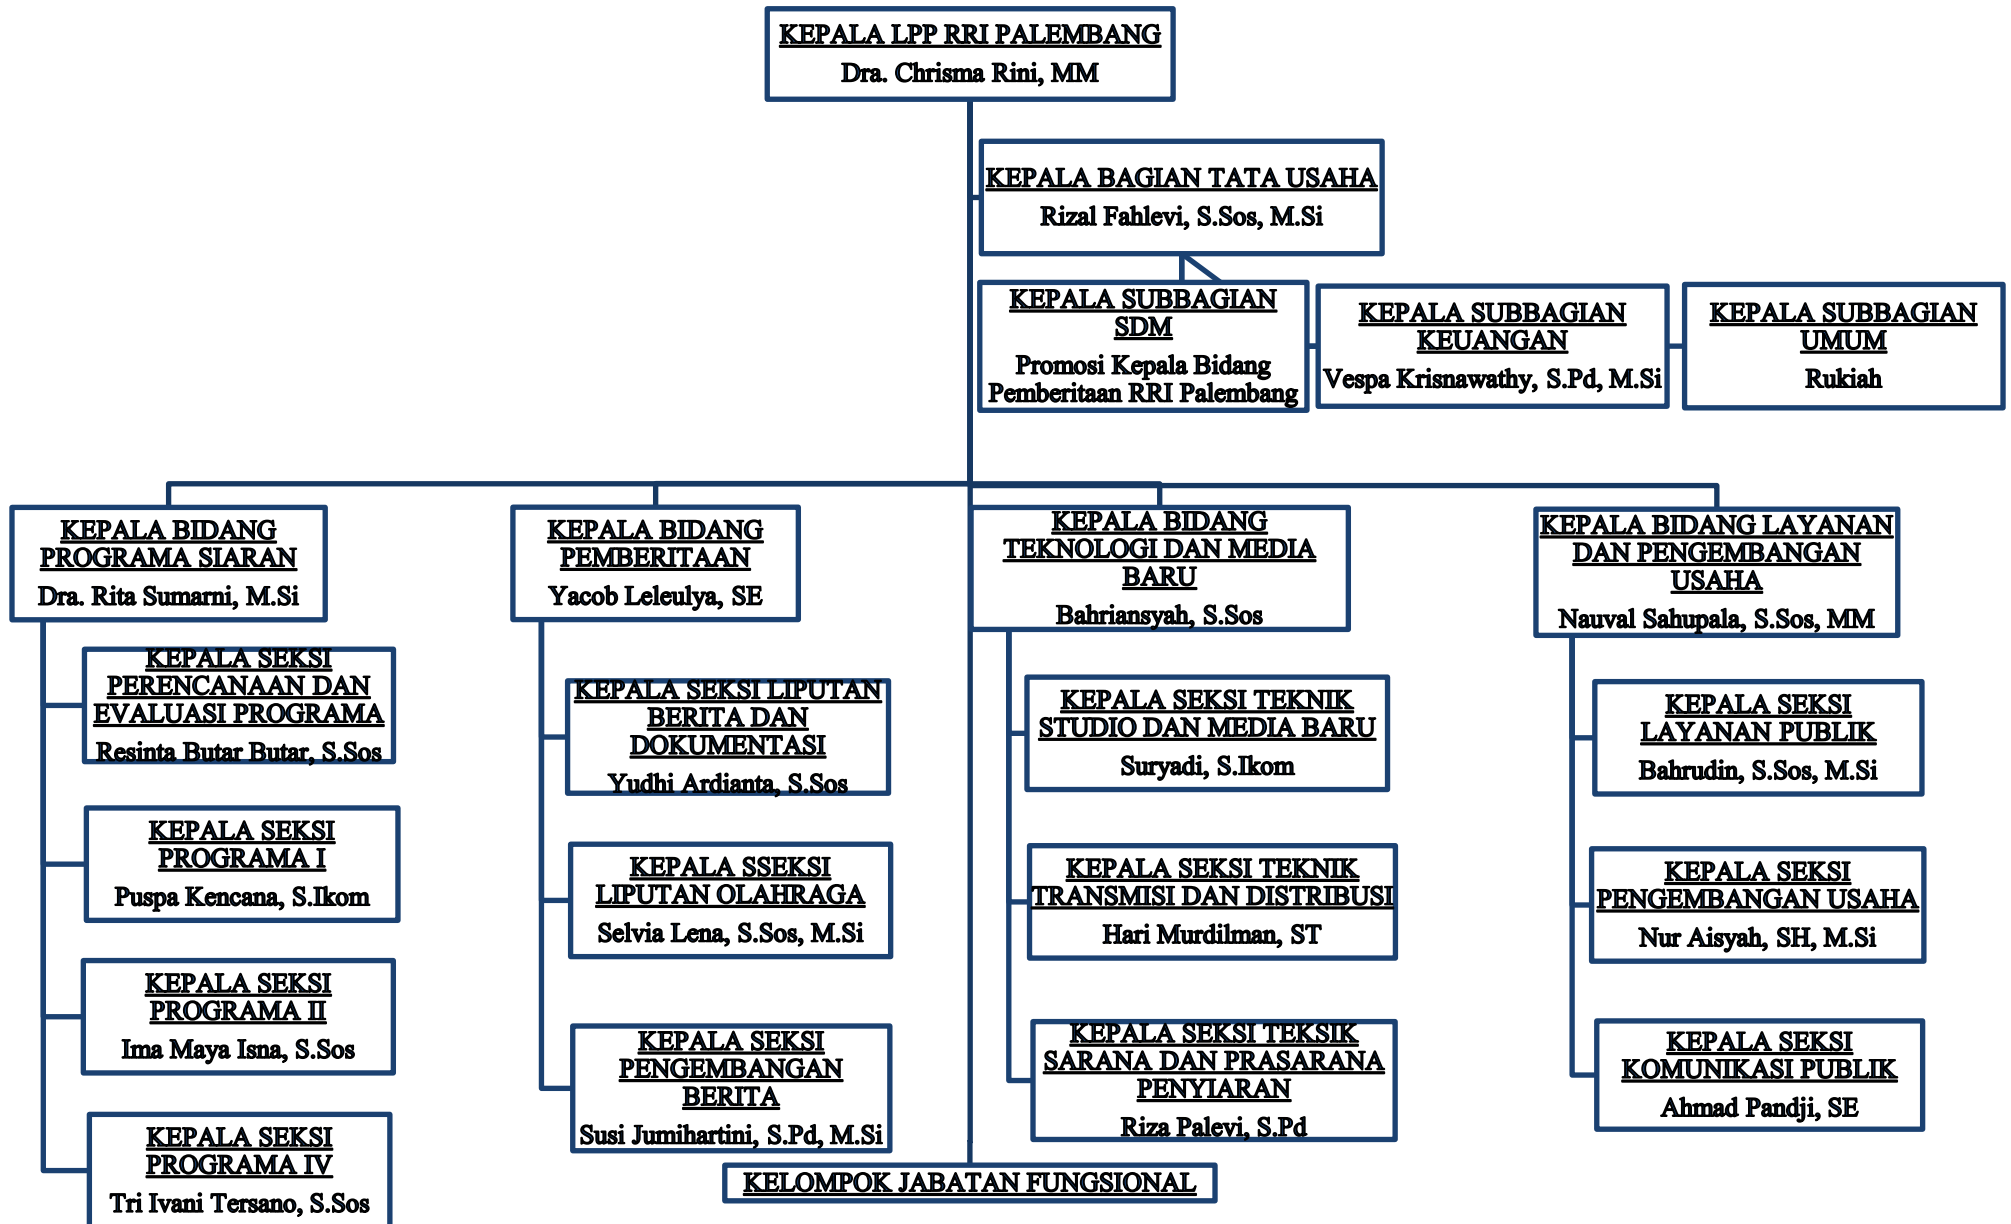 KEPALA LPP RRI PALEMBANG
Dra. Chrisma Rini, MM
KEPALA BAGIAN TATA USAHA
Rizal Fahlevi, S.Sos, M.Si
KEPALA SUBBAGIAN
SDM
Promosi Kepala Bidang
Pemberitaan RRI Palembang
KEPALA SUBBAGIAN
KEUANGAN
Vespa Krisnawathy, S.Pd, M.Si
KEPALA SUBBAGIAN
UMUM
Rukiah
KEPALA BIDANG
PROGRAMA SIARAN
Dra. Rita Sumarni, M.Si
KEPALA SEKSI
PERENCANAAN DAN
EVALUASI PROGRAMA
Resinta Butar Butar, S.Sos
KEPALA SEKSI
PROGRAMA I
Puspa Kencana, S.Ikom
KEPALA SEKSI
PROGRAMA II
Ima Maya Isna, S.Sos
KEPALA SEKSI
PROGRAMA IV
Tri Ivani Tersano, S.Sos
KEPALA BIDANG
PEMBERITAAN
Yacob Leleulya, SE
KEPALA SEKSI LIPUTAN
BERITA DAN
DOKUMENTASI
Yudhi Ardianta, S.Sos
KEPALA SSEKSI
LIPUTAN OLAHRAGA
Selvia Lena, S.Sos, M.Si
KEPALA SEKSI
PENGEMBANGAN
BERITA
Susi Jumihartini, S.Pd, M.Si
KEPALA BIDANG
TEKNOLOGI DAN MEDIA
BARU
Bahriansyah, S.Sos
KEPALA SEKSI TEKNIK
STUDIO DAN MEDIA BARU
Suryadi, S.Ikom
KEPALA SEKSI TEKNIK
TRANSMISI DAN DISTRIBUSI
Hari Murdilman, ST
KEPALA SEKSI TEKSIK
SARANA DAN PRASARANA
PENYIARAN
Riza Palevi, S.Pd
KEPALA BIDANG LAYANAN
DAN PENGEMBANGAN
USAHA
Nauval Sahupala, S.Sos, MM
KEPALA SEKSI
LAYANAN PUBLIK
Bahrudin, S.Sos, M.Si
KEPALA SEKSI
PENGEMBANGAN USAHA
Nur Aisyah, SH, M.Si
KEPALA SEKSI
KOMUNIKASI PUBLIK
Ahmad Pandji, SE
KELOMPOK JABATAN FUNGSIONAL